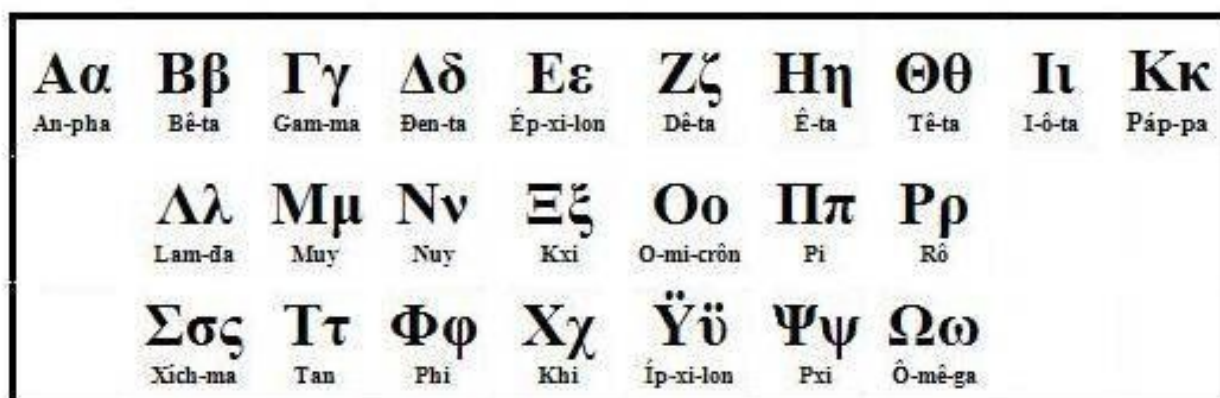 Αα Ββ Γγ Δδ Εε Ζζ Ηη Θθ Ιι Κκ
An-pha Bê-ta Gam-ma Đen-ta Ép-xi-lon Dê-ta Ê-ta Tê-ta I-ô-ta Páp-pa
Λλ Μμ Νν Ξξ Οο Ππ Ρρ
Lam-đa Muy Nuy Kxi O-mi-crôn Pi Rô
Σσς Ττ Φφ Χχ Ϋϋ Ψψ Ωω
Xích-ma Tan Phi Khi Íp-xi-lon Pxi Ô-mê-ga